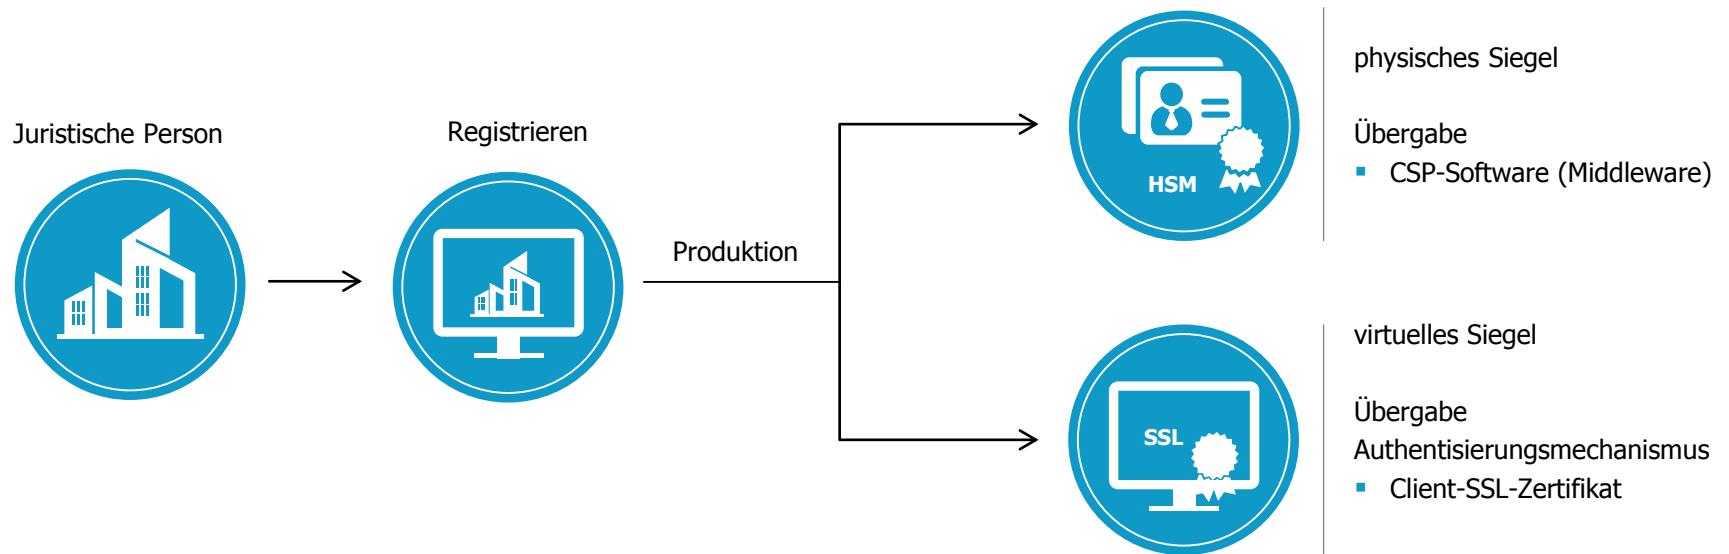 Juristische Person
Registrieren
Produktion
HSM
physisches Siegel
Übergabe
▪ CSP-Software (Middleware)
SSL
virtuelles Siegel
Übergabe
Authentisierungsmechanismus
▪ Client-SSL-Zertifikat